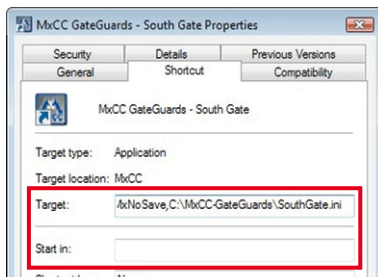 MxCC GateGuards - South Gate Properties
Security Details Previous Versions
General Shortcut Compatibility
MxCC GateGuards - South Gate
Target type: Application
Target location: MxCC
Target: /xNoSave,C:\MxCC-GateGuards\SouthGate.ini
Start in: